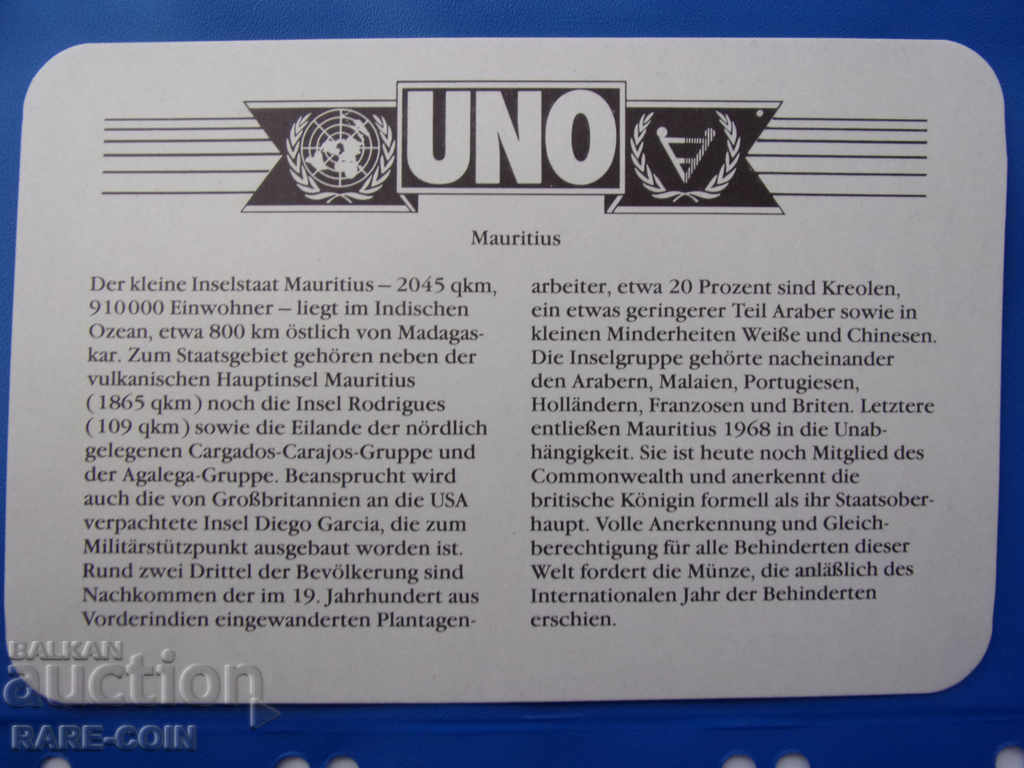 UNO
Mauritius
Der kleine Inselstaat Mauritius – 2045 qkm,
910000 Einwohner – liegt im Indischen
Ozean, etwa 800 km östlich von Madagas-
kar. Zum Staatsgebiet gehören neben der
vulkanischen Hauptinsel Mauritius
(1865 qkm) noch die Insel Rodrigues
(109 qkm) sowie die Eilande der nördlich
gelegenen Cargados-Carajos-Gruppe und
der Agalega-Gruppe. Beansprucht wird
auch die von Großbritannien an die USA
verpachtete Insel Diego Garcia, die zum
Militärstützpunkt ausgebaut worden ist.
Rund zwei Drittel der Bevölkerung sind
Nachkommen der im 19. Jahrhundert aus
Vorderindien eingewanderten Plantagen-
arbeiter, etwa 20 Prozent sind Kreolen,
ein etwas geringerer Teil Araber sowie in
kleinen Minderheiten Weiße und Chinesen.
Die Inselgruppe gehörte nacheinander
den Arabern, Malaien, Portugiesen,
Holländern, Franzosen und Briten. Letztere
entließen Mauritius 1968 in die Unab-
hängigkeit. Sie ist heute noch Mitglied des
Commonwealth und anerkennt die
britische Königin formell als ihr Staatsober-
haupt. Volle Anerkennung und Gleich-
berechtigung für alle Behinderten dieser
Welt fordert die Münze, die anläßlich des
Internationalen Jahr der Behinderten
erschien.
BALKAN
auction
RARE-COIN